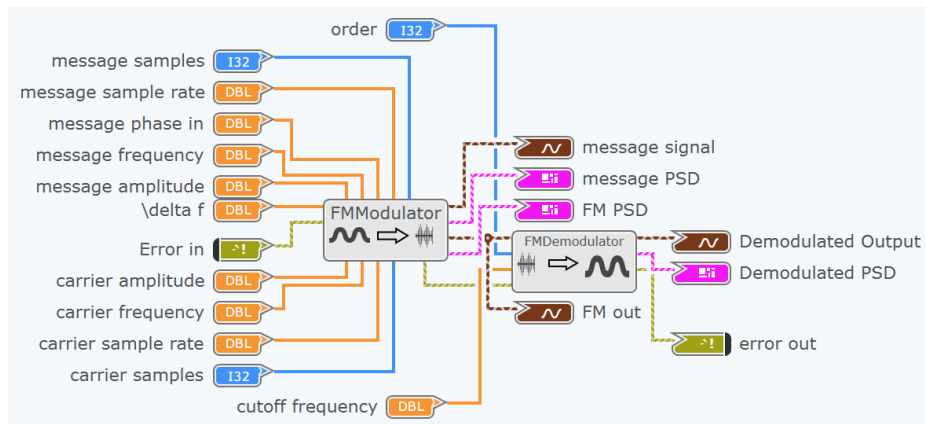 order I32
message samples I32
message sample rate DBL
message phase in DBL
message frequency DBL
message amplitude DBL
\delta f DBL
Error in
carrier amplitude DBL
carrier frequency DBL
carrier sample rate DBL
carrier samples I32
cutoff frequency DBL
FMModulator
message signal
message PSD
FM PSD
FMDemodulator
FM out
Demodulated Output
Demodulated PSD
error out